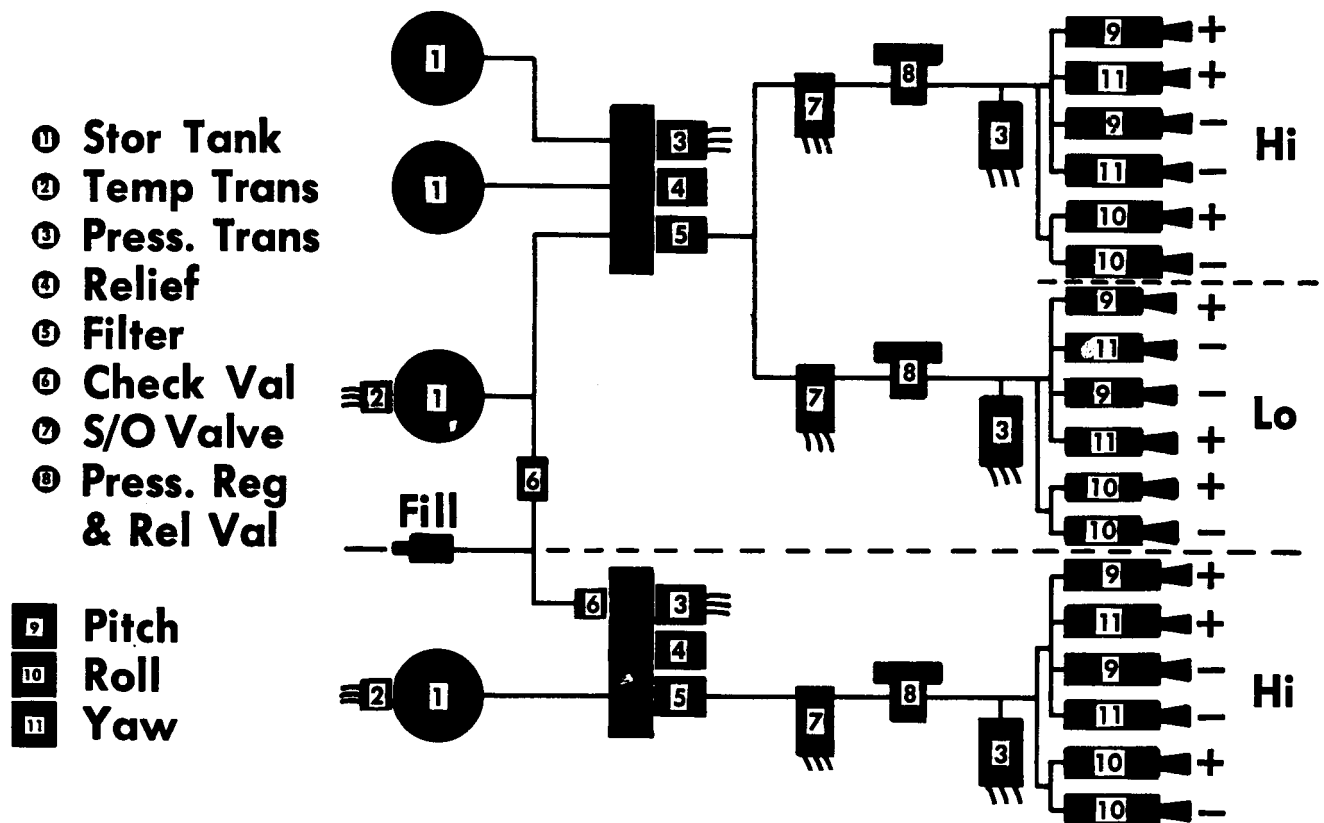 1 Stor Tank
2 Temp Trans
3 Press. Trans
4 Relief
5 Filter
6 Check Val
7 S/O Valve
8 Press. Reg
& Rel Val
9 Pitch
10 Roll
11 Yaw
1
1
2 1
6
Fill
6
2 1
3
4
5
3
4
5
7
8
3
7
8
3
7
8
3
9 +
11 +
9 −
11 −
10 +
10 −
Hi
9 +
11 −
9 −
11 +
10 +
10 −
Lo
9 +
11 +
9 −
11 −
10 +
10 −
Hi